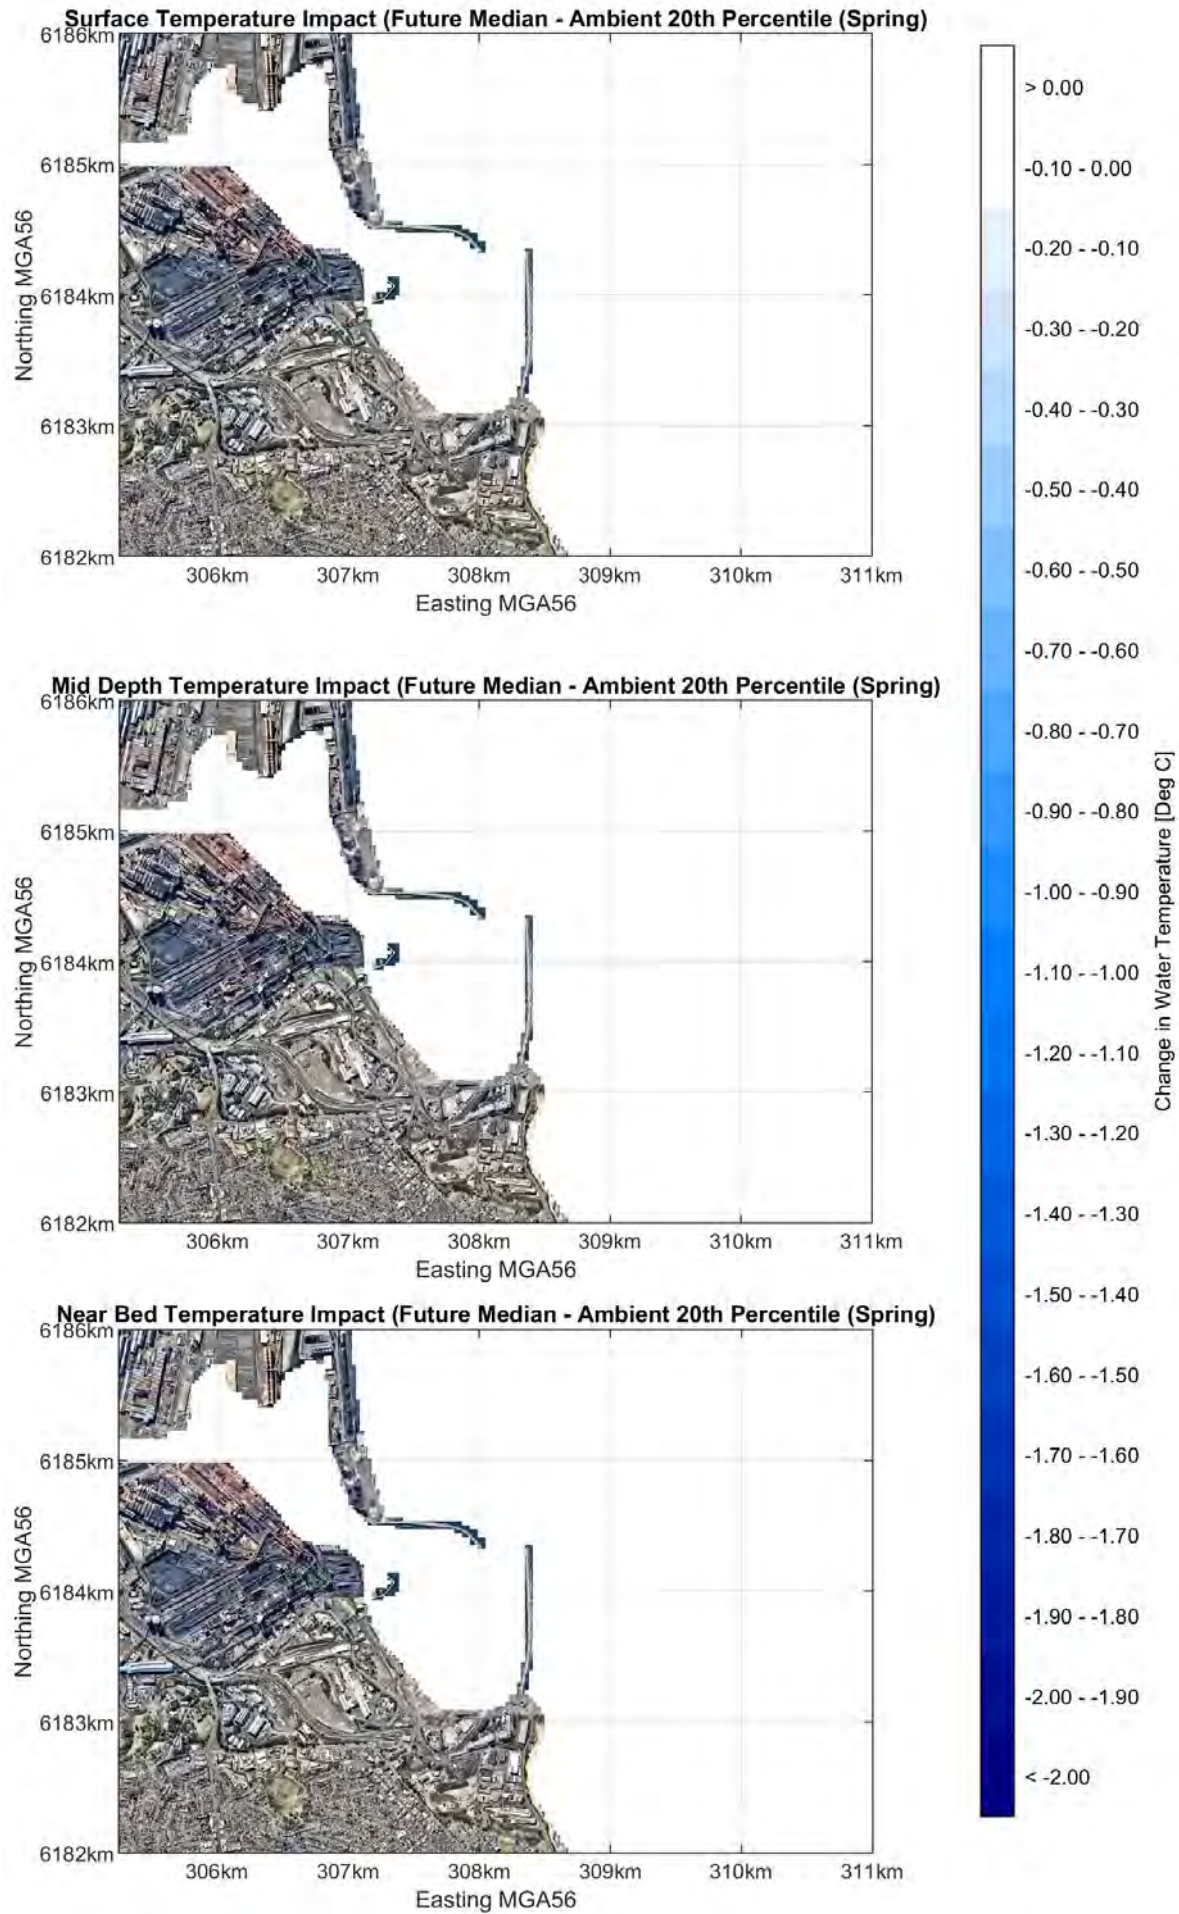 Surface Temperature Impact (Future Median - Ambient 20th Percentile (Spring)
6186km
6185km
6184km
6183km
6182km
Northing MGA56
306km 307km 308km 309km 310km 311km
Easting MGA56
Mid Depth Temperature Impact (Future Median - Ambient 20th Percentile (Spring)
6186km
6185km
6184km
6183km
6182km
Northing MGA56
306km 307km 308km 309km 310km 311km
Easting MGA56
Near Bed Temperature Impact (Future Median - Ambient 20th Percentile (Spring)
6186km
6185km
6184km
6183km
6182km
Northing MGA56
306km 307km 308km 309km 310km 311km
Easting MGA56
> 0.00
-0.10 - 0.00
-0.20 - -0.10
-0.30 - -0.20
-0.40 - -0.30
-0.50 - -0.40
-0.60 - -0.50
-0.70 - -0.60
-0.80 - -0.70
-0.90 - -0.80
-1.00 - -0.90
-1.10 - -1.00
-1.20 - -1.10
-1.30 - -1.20
-1.40 - -1.30
-1.50 - -1.40
-1.60 - -1.50
-1.70 - -1.60
-1.80 - -1.70
-1.90 - -1.80
-2.00 - -1.90
< -2.00
Change in Water Temperature [Deg C]